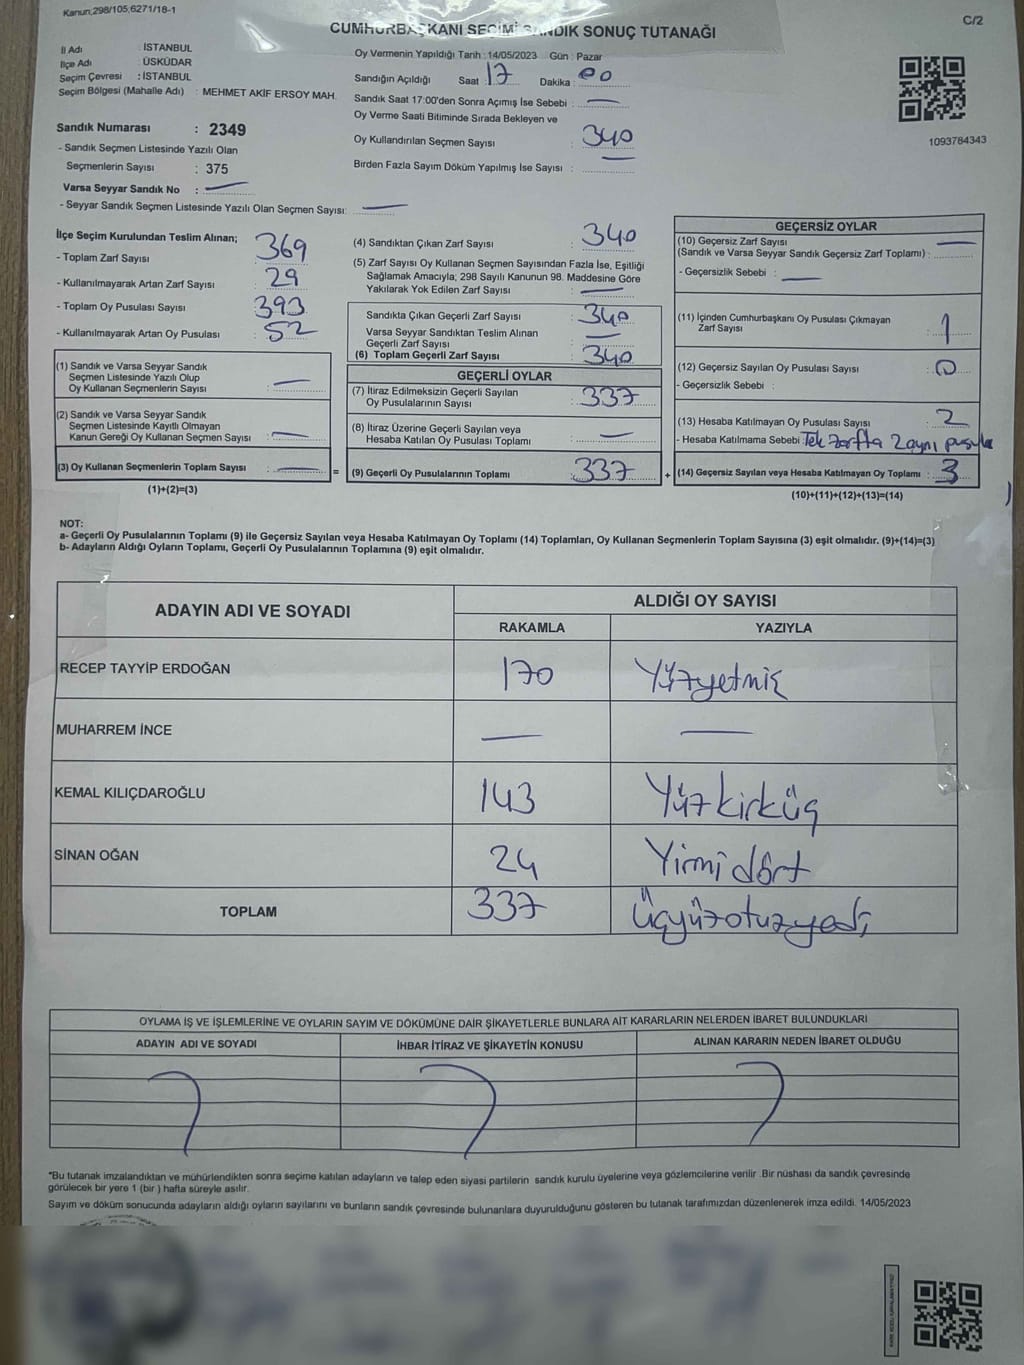 Kanun,298/105,6271/18-1
C/2
CUMHURBAŞKANI SEÇİMİ SANDIK SONUÇ TUTANAĞI
İl Adı : İSTANBUL
İlçe Adı : ÜSKÜDAR
Seçim Çevresi : İSTANBUL
Seçim Bölgesi (Mahalle Adı) : MEHMET AKİF ERSOY MAH.
Sandık Numarası : 2349
- Sandık Seçmen Listesinde Yazılı Olan
Seçmenlerin Sayısı : 375
Varsa Seyyar Sandık No : —
- Seyyar Sandık Seçmen Listesinde Yazılı Olan Seçmen Sayısı: —
Oy Vermenin Yapıldığı Tarih : 14/05/2023 Gün : Pazar
Sandığın Açıldığı Saat : 17 Dakika : 00
Sandık Saat 17:00'den Sonra Açımış İse Sebebi : —
Oy Verme Saati Bitiminde Sırada Bekleyen ve
Oy Kullandırılan Seçmen Sayısı : 340
Birden Fazla Sayım Döküm Yapılmış İse Sayısı : —
1093784343
İlçe Seçim Kurulundan Teslim Alınan;
- Toplam Zarf Sayısı : 369
- Kullanılmayarak Artan Zarf Sayısı : 29
- Toplam Oy Pusulası Sayısı : 393
- Kullanılmayarak Artan Oy Pusulası : 52
(1) Sandık ve Varsa Seyyar Sandık
Seçmen Listesinde Yazılı Olup
Oy Kullanan Seçmenlerin Sayısı : —
(2) Sandık ve Varsa Seyyar Sandık
Seçmen Listesinde Kayıtlı Olmayan
Kanun Gereği Oy Kullanan Seçmen Sayısı : —
(3) Oy Kullanan Seçmenlerin Toplam Sayısı : — =
(1)+(2)=(3)
(4) Sandıktan Çıkan Zarf Sayısı : 340
(5) Zarf Sayısı Oy Kullanan Seçmen Sayısından Fazla İse, Eşitliği
Sağlamak Amacıyla; 298 Sayılı Kanunun 98. Maddesine Göre
Yakılarak Yok Edilen Zarf Sayısı : —
Sandıkta Çıkan Geçerli Zarf Sayısı : 340
Varsa Seyyar Sandıktan Teslim Alınan
Geçerli Zarf Sayısı : —
(6) Toplam Geçerli Zarf Sayısı : 340
GEÇERLİ OYLAR
(7) İtiraz Edilmeksizin Geçerli Sayılan
Oy Pusulalarının Sayısı : 337
(8) İtiraz Üzerine Geçerli Sayılan veya
Hesaba Katılan Oy Pusulası Toplamı : —
(9) Geçerli Oy Pusulalarının Toplamı : 337 +
GEÇERSİZ OYLAR
(10) Geçersiz Zarf Sayısı
(Sandık ve Varsa Seyyar Sandık Geçersiz Zarf Toplamı) : —
- Geçersizlik Sebebi : —
(11) İçinden Cumhurbaşkanı Oy Pusulası Çıkmayan
Zarf Sayısı : 1
(12) Geçersiz Sayılan Oy Pusulası Sayısı : 0
- Geçersizlik Sebebi :
(13) Hesaba Katılmayan Oy Pusulası Sayısı : 2
- Hesaba Katılmama Sebebi : Tek zarfta 2 aynı pusula
(14) Geçersiz Sayılan veya Hesaba Katılmayan Oy Toplamı : 3
(10)+(11)+(12)+(13)=(14)
NOT:
a- Geçerli Oy Pusulalarının Toplamı (9) ile Geçersiz Sayılan veya Hesaba Katılmayan Oy Toplamı (14) Toplamları, Oy Kullanan Seçmenlerin Toplam Sayısına (3) eşit olmalıdır. (9)+(14)=(3)
b- Adayların Aldığı Oyların Toplamı, Geçerli Oy Pusulalarının Toplamına (9) eşit olmalıdır.
ADAYIN ADI VE SOYADI
ALDIĞI OY SAYISI
RAKAMLA YAZIYLA
RECEP TAYYİP ERDOĞAN 170 Yüzyetmiş
MUHARREM İNCE — —
KEMAL KILIÇDAROĞLU 143 Yüzkırküç
SİNAN OĞAN 24 Yirmi dört
TOPLAM 337 Üçyüzotuzyedi
OYLAMA İŞ VE İŞLEMLERİNE VE OYLARIN SAYIM VE DÖKÜMÜNE DAİR ŞİKAYETLERLE BUNLARA AİT KARARLARIN NELERDEN İBARET BULUNDUKLARI
ADAYIN ADI VE SOYADI İHBAR İTİRAZ VE ŞİKAYETİN KONUSU ALINAN KARARIN NEDEN İBARET OLDUĞU
*Bu tutanak imzalandıktan ve mühürlendikten sonra seçime katılan adayların ve talep eden siyasi partilerin sandık kurulu üyelerine veya gözlemcilerine verilir .Bir nüshası da sandık çevresinde
görülecek bir yere 1 (bir ) hafta süreyle asılır.
Sayım ve döküm sonucunda adayların aldığı oyların sayılarını ve bunların sandık çevresinde bulunanlara duyurulduğunu gösteren bu tutanak tarafımızdan düzenlenerek imza edildi. 14/05/2023